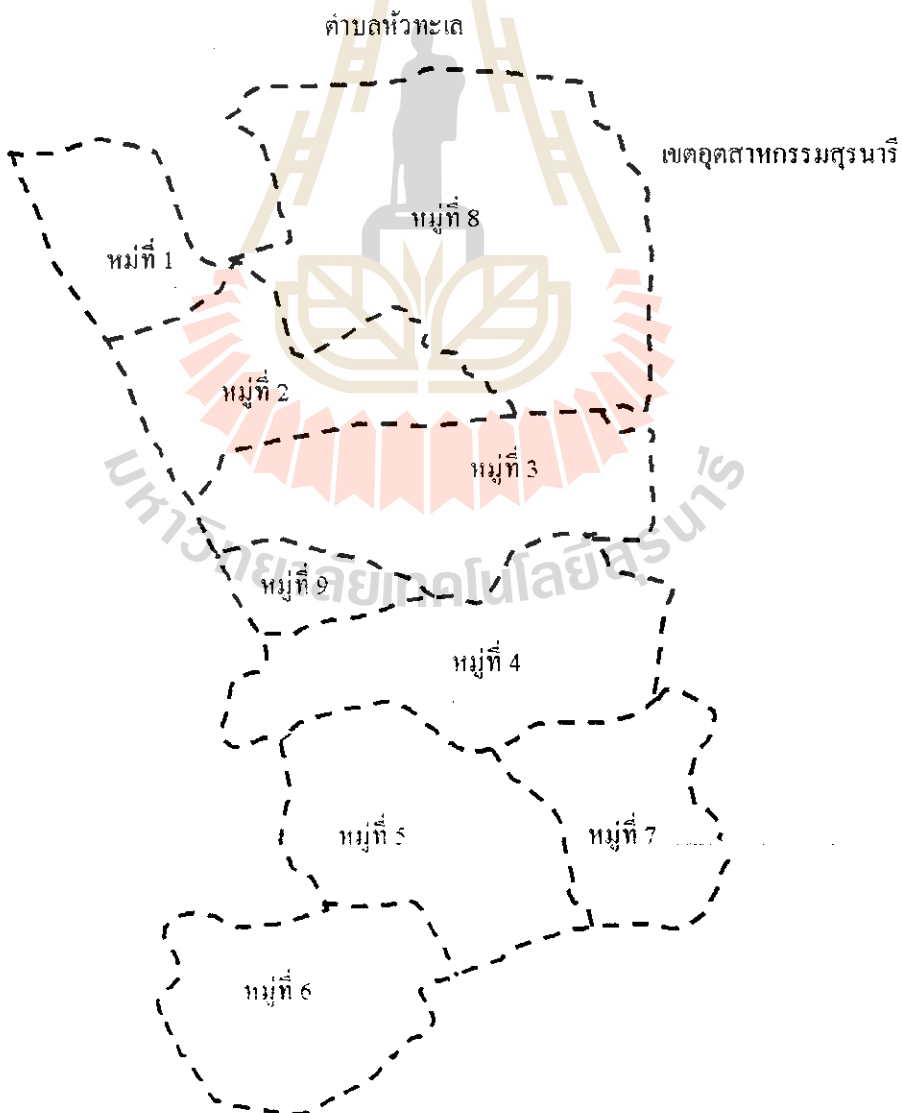 ตำบลหัวทะเล
เขตอุตสาหกรรมสุรนารี
หมู่ที่ 8
หม่ที่ 1
หมู่ที่ 2
หมู่ที่ 3
หมู่ที่ 9
หมู่ที่ 4
หมู่ที่ 5
หมู่ที่ 7
หมู่ที่ 6
มหาวิทยาลัยเทคโนโลยีสุรนารี